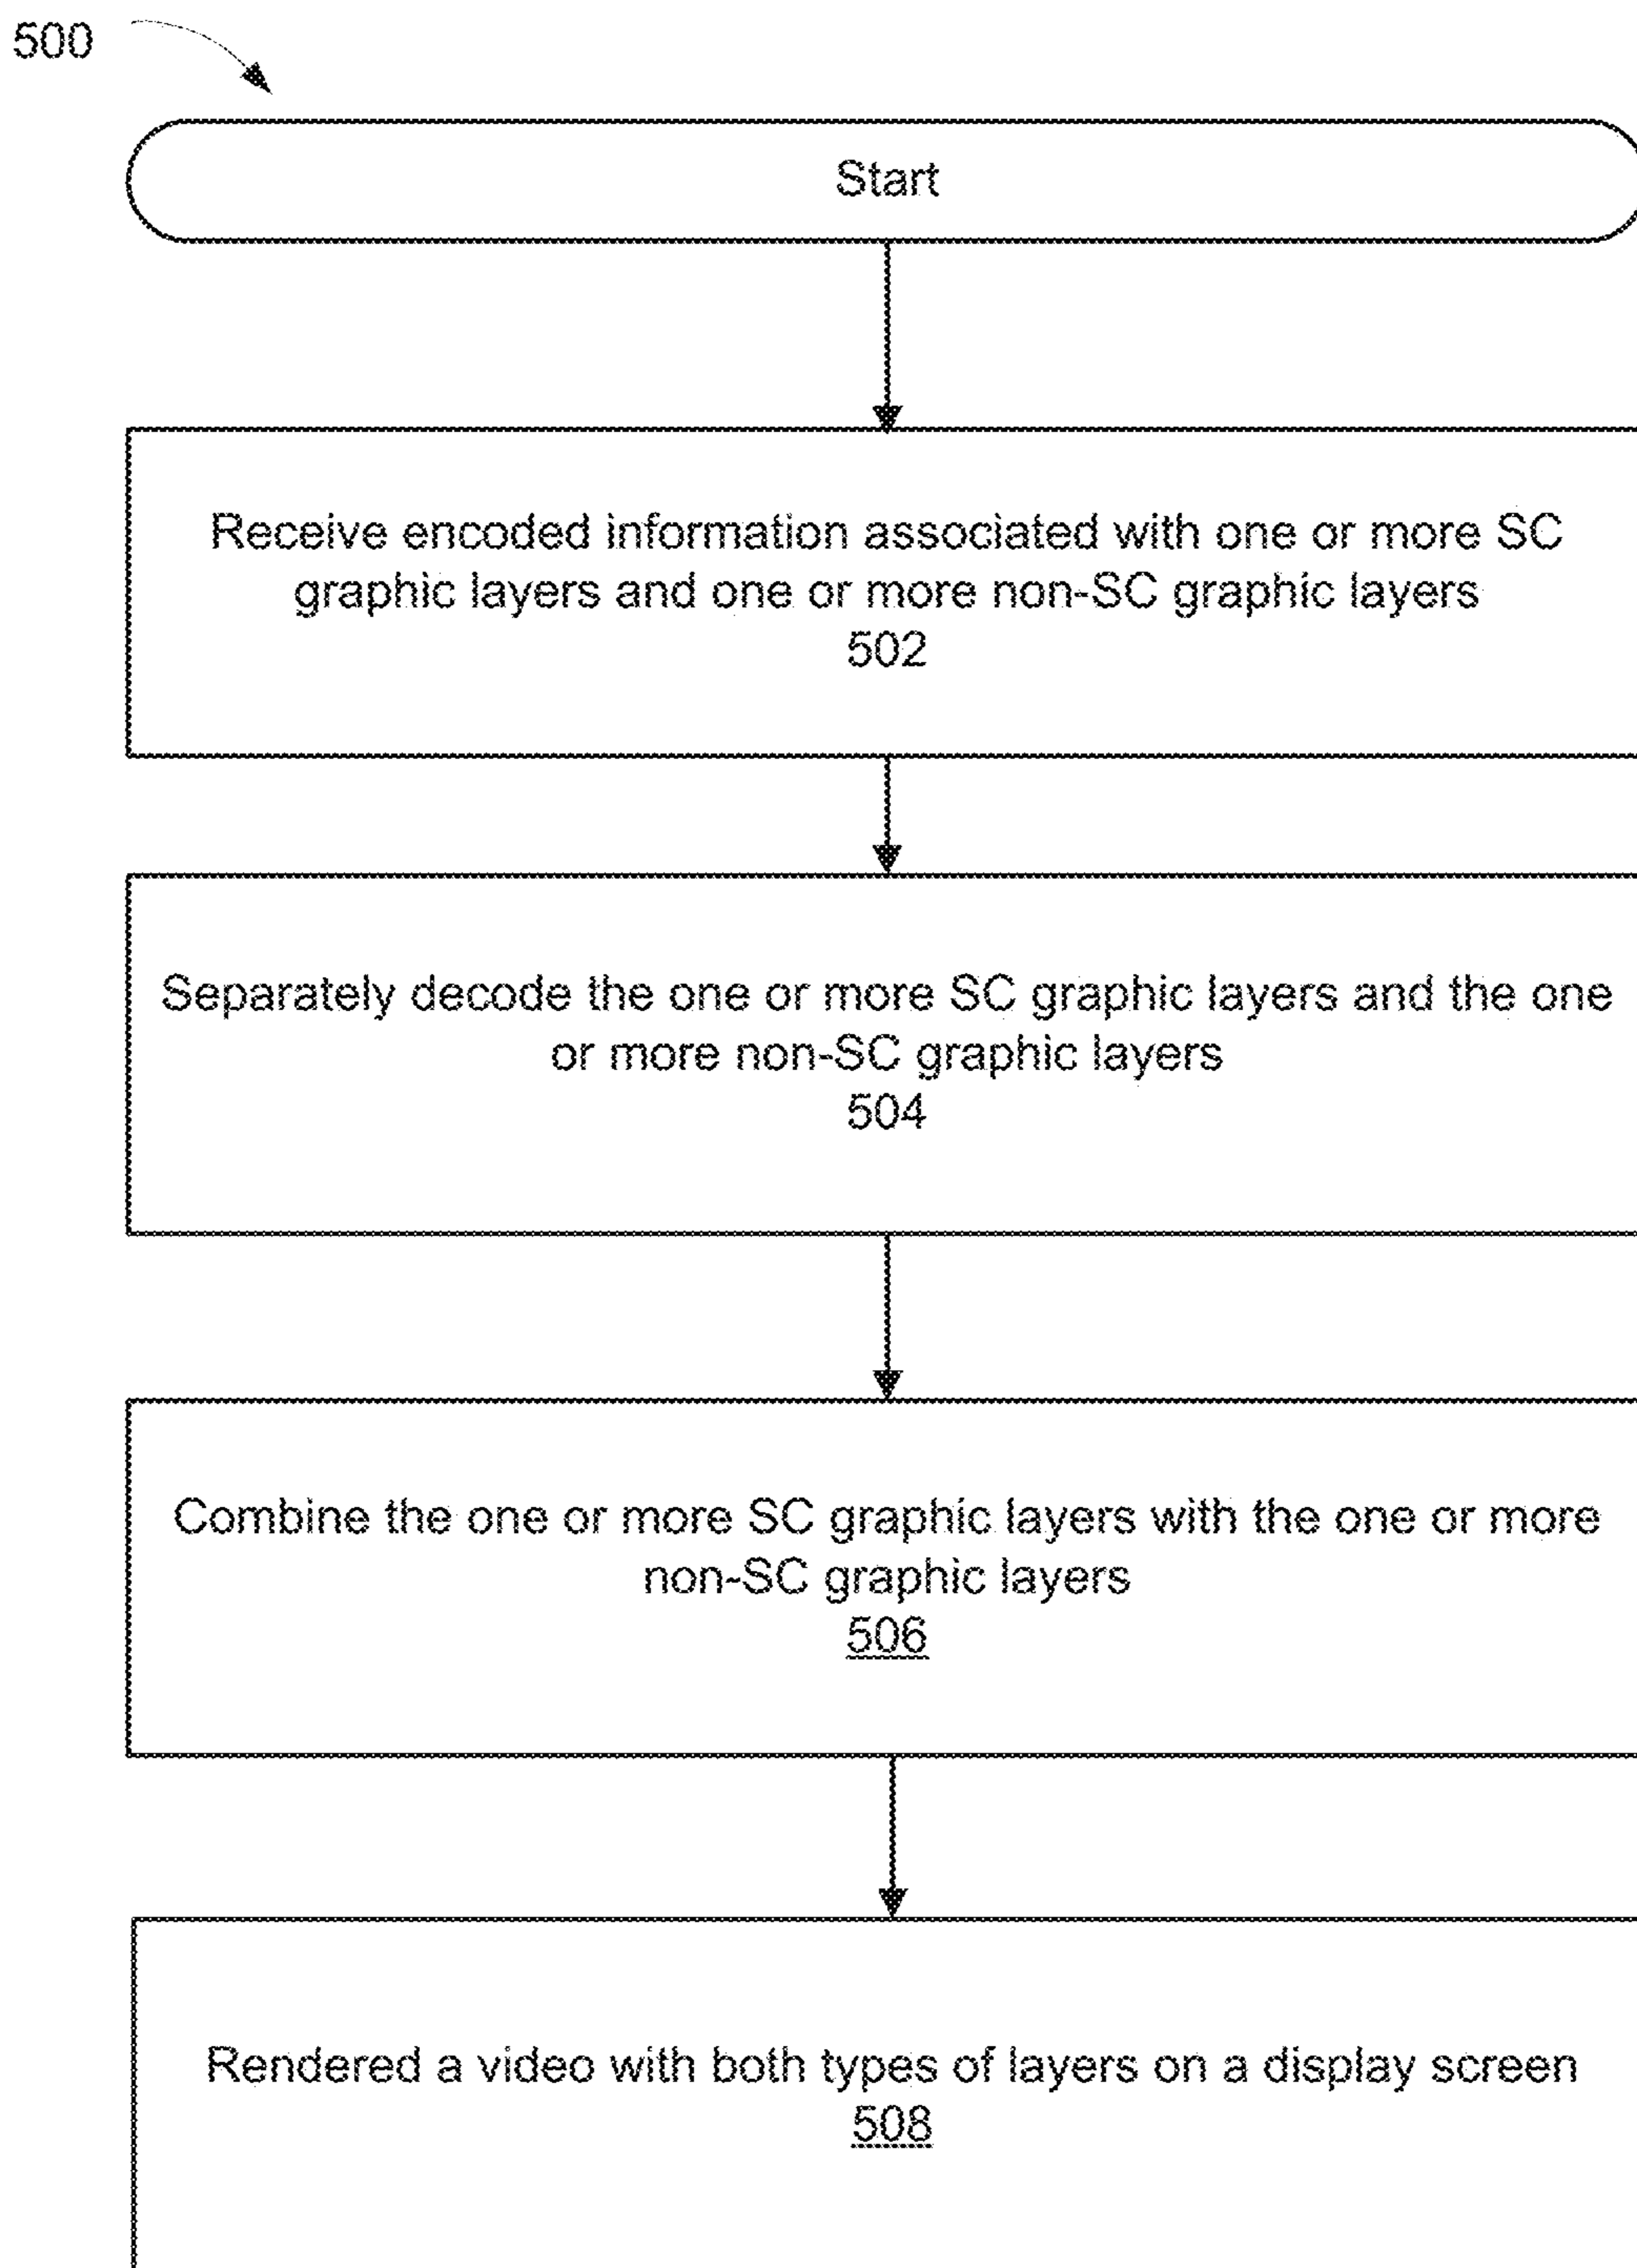 500
Start
Receive encoded information associated with one or more SC
graphic layers and one or more non-SC graphic layers
502
Separately decode the one or more SC graphic layers and the one
or more non-SC graphic layers
504
Combine the one or more SC graphic layers with the one or more
non-SC graphic layers
506
Rendered a video with both types of layers on a display screen
508